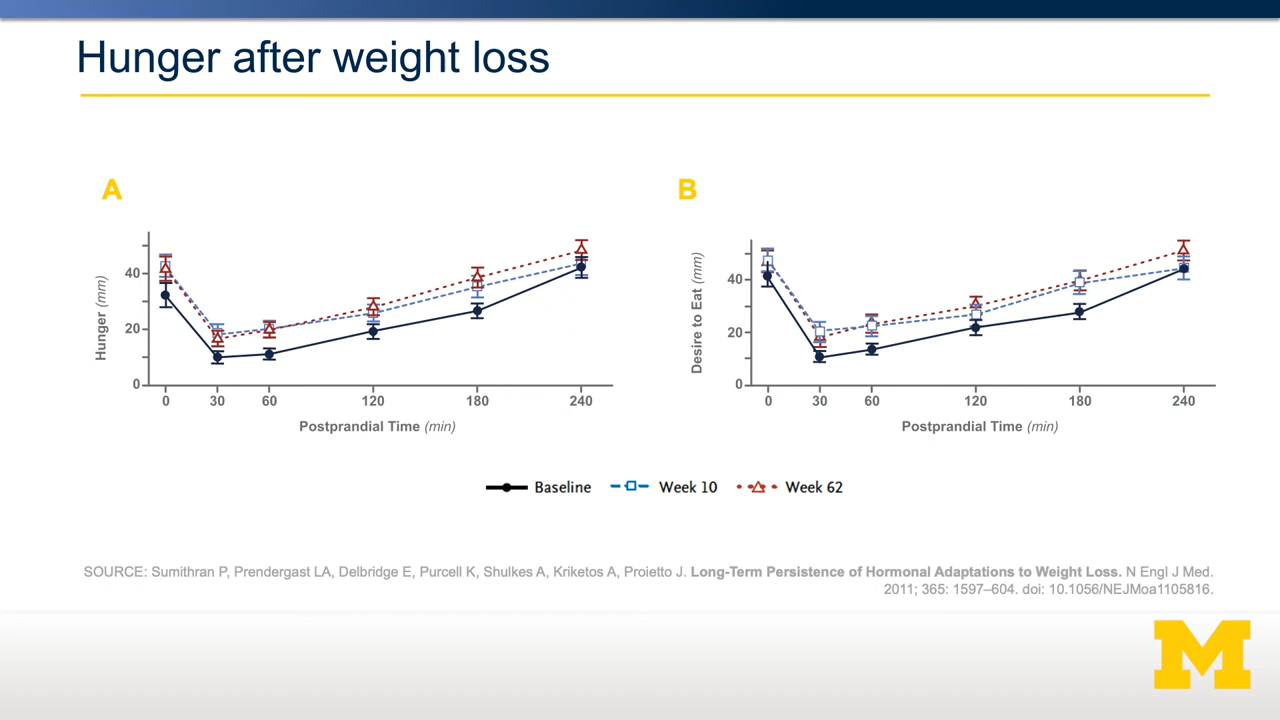 Hunger after weight loss
A
B
Hunger (mm)
40
20
0
0 30 60 120 180 240
Postprandial Time (min)
Desire to Eat (mm)
40
20
0
0 30 60 120 180 240
Postprandial Time (min)
Baseline Week 10 Week 62
SOURCE: Sumithran P, Prendergast LA, Delbridge E, Purcell K, Shulkes A, Kriketos A, Proietto J. Long-Term Persistence of Hormonal Adaptations to Weight Loss. N Engl J Med.
2011; 365: 1597–604. doi: 10.1056/NEJMoa1105816.
M